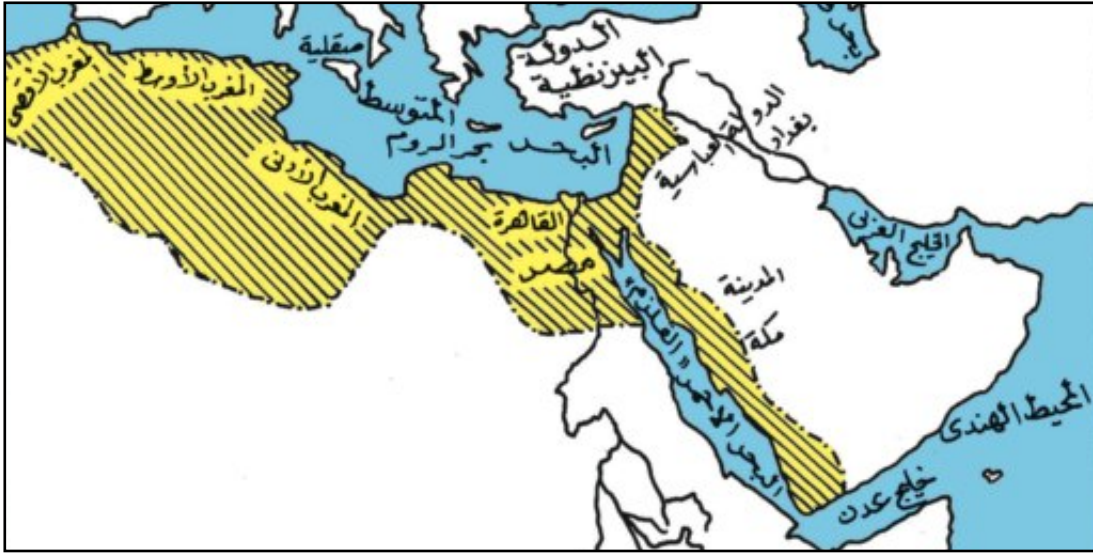 صقلية
الدولة
البيزنطية
المغرب الأقصى
المغرب الأوسط
المتوسط
البحر بحر الروم
الدولة العباسية
بغداد
المغرب الأدنى
القاهرة
مصر
الخليج العربي
المدينة
مكة
البحر الأحمر "القلزم"
المحيط الهندى
خليج عدن